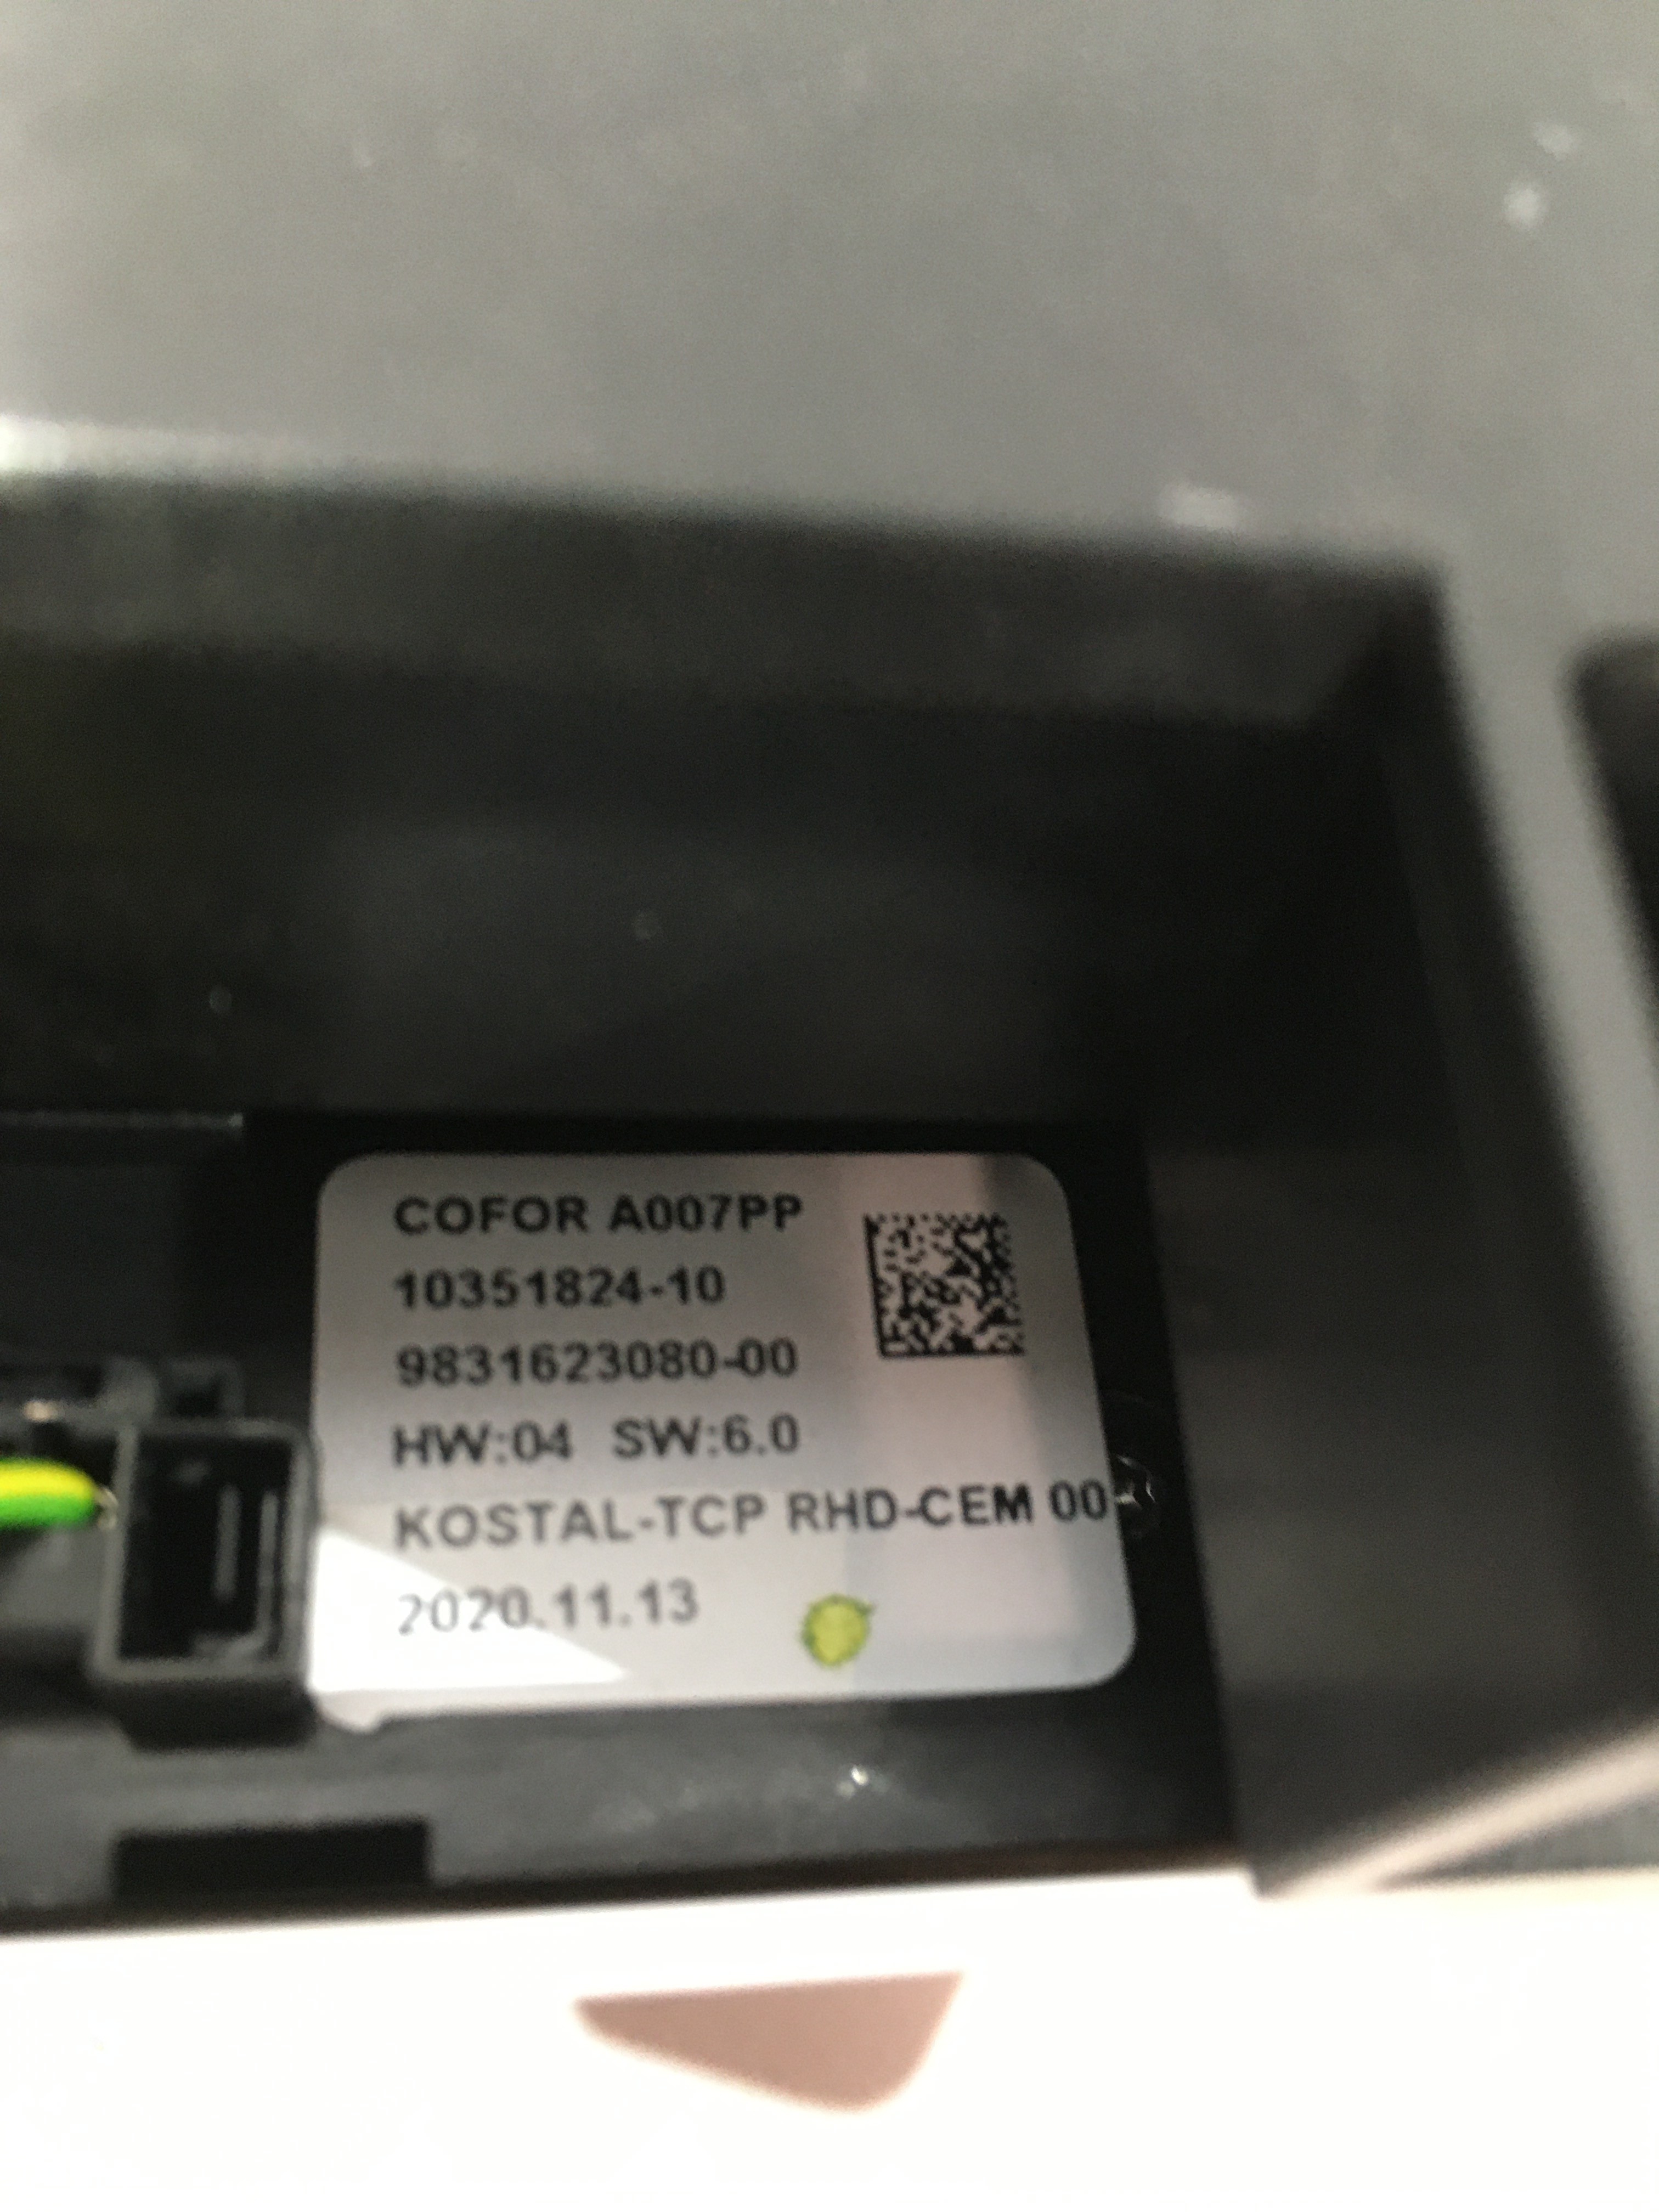 COFOR A007PP
10351824-10
9831623080-00
HW:04 SW:6.0
KOSTAL-TCP RHD-CEM 00
2020.11.13